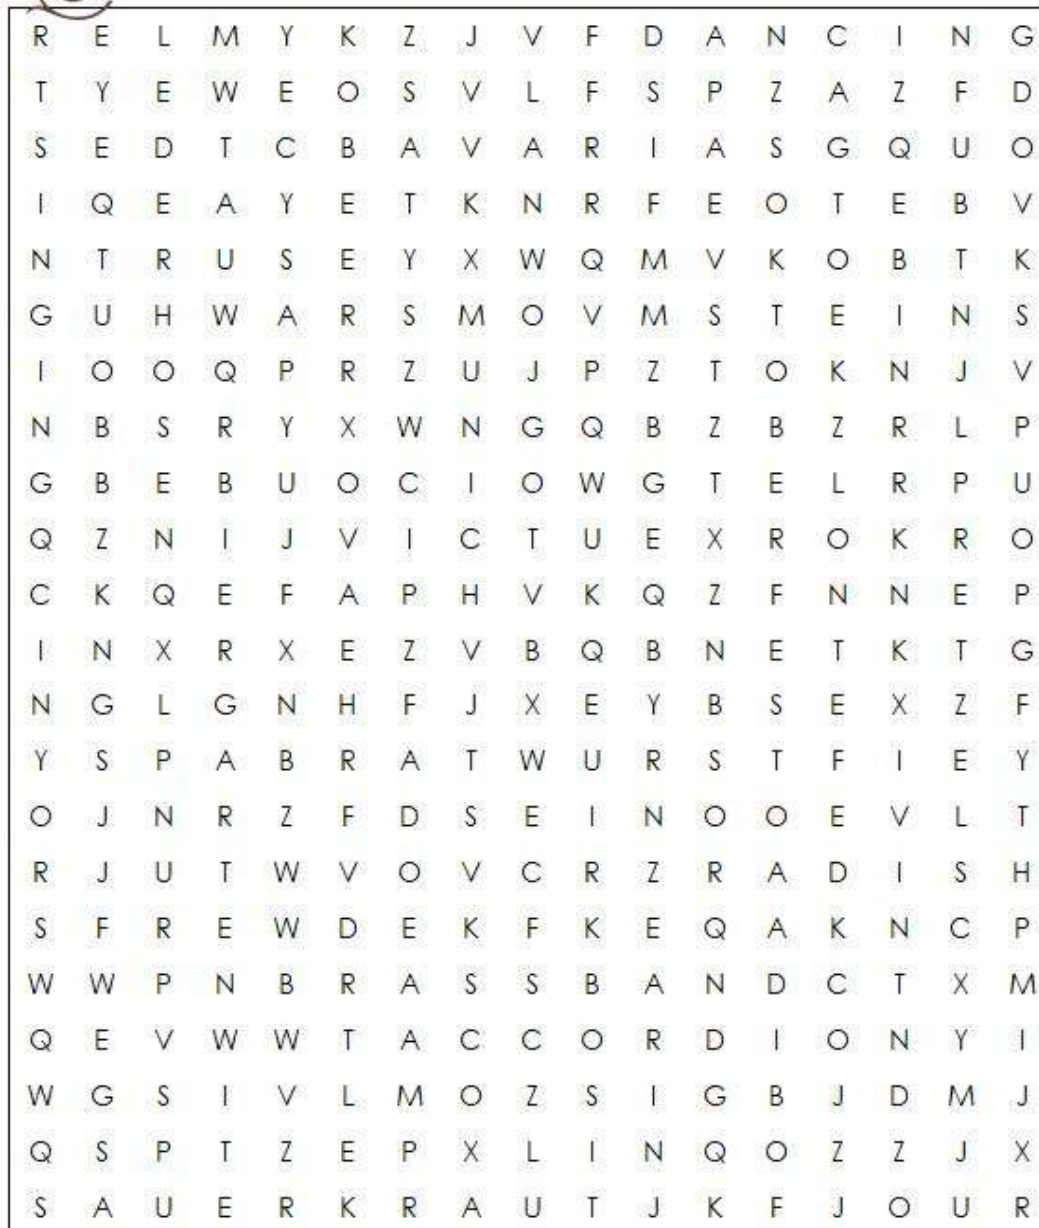 R E L M Y K Z J V F D A N C I N G
T Y E W E O S V L F S P Z A Z F D
S E D T C B A V A R I A S G Q U O
I Q E A Y E T K N R F E O T E B V
N T R U S E Y X W Q M V K O B T K
G U H W A R S M O V M S T E I N S
I O O Q P R Z U J P Z T O K N J V
N B S R Y X W N G Q B Z B Z R L P
G B E B U O C I O W G T E L R P U
Q Z N I J V I C T U E X R O K R O
C K Q E F A P H V K Q Z F N N E P
I N X R X E Z V B Q B N E T K T G
N G L G N H F J X E Y B S E X Z F
Y S P A B R A T W U R S T F I E Y
O J N R Z F D S E I N O O E V L T
R J U T W V O V C R Z R A D I S H
S F R E W D E K F K E Q A K N C P
W W P N B R A S S B A N D C T X M
Q E V W W T A C C O R D I O N Y I
W G S I V L M O Z S I G B J D M J
Q S P T Z E P X L I N Q O Z Z J X
S A U E R K R A U T J K F J O U R